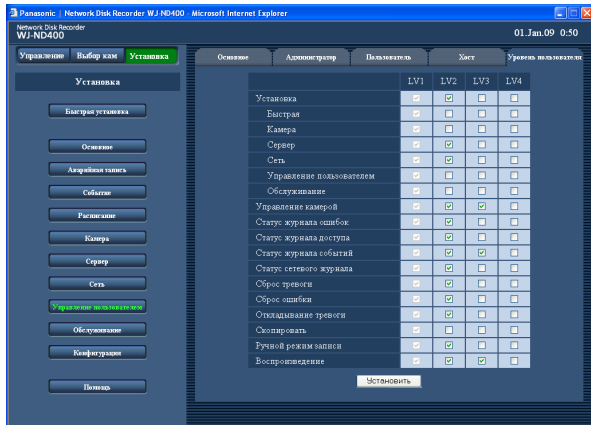 Panasonic | Network Disk Recorder WJ-ND400 - Microsoft Internet Explorer
Network Disk Recorder
WJ-ND400
01.Jan.09 0:50
Управление Выбор кам Установка
Основное Администратор Пользователь Хост Уровень пользователя
Установка
Быстрая установка
Основное
Аварийная запись
Событие
Расписание
Камера
Сервер
Сеть
Управление пользователем
Обслуживание
Конфигурация
Помощь
LV1 LV2 LV3 LV4
Установка
Быстрая
Камера
Сервер
Сеть
Управление пользователем
Обслуживание
Управление камерой
Статус журнала ошибок
Статус журнала доступа
Статус журнала событий
Статус сетевого журнала
Сброс тревоги
Сброс ошибки
Откладывание тревоги
Скопировать
Ручной режим записи
Воспроизведение
Установить